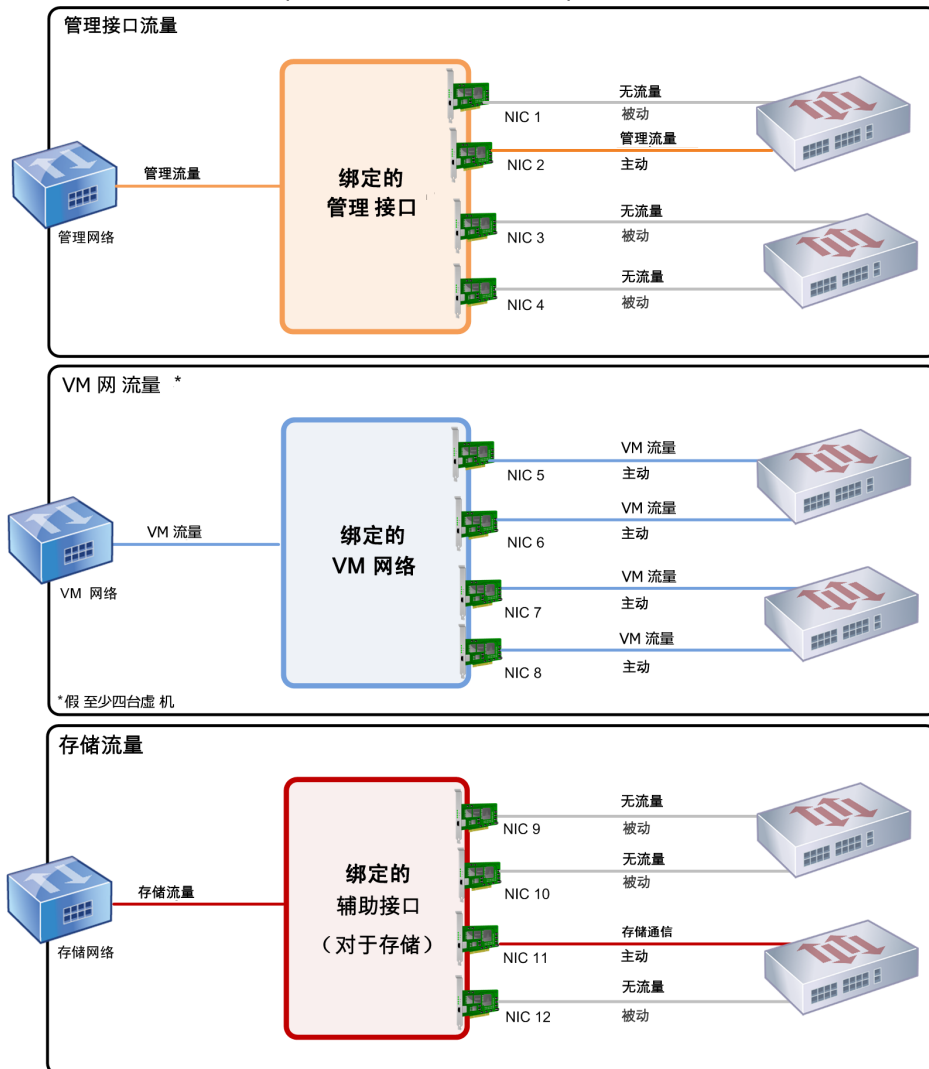 管理接口流量
无流量
NIC 1
被动
管理流量
NIC 2
主动
管理流量
绑定的
管理 接口
管理网络
无流量
NIC 3
被动
无流量
NIC 4
被动
VM 网 流量 *
VM 流量
NIC 5
主动
VM 流量
NIC 6
主动
VM 流量
绑定的
VM 网络
VM 网络
VM 流量
NIC 7
主动
VM 流量
NIC 8
主动
*假 至少四台虚 机
存储流量
无流量
NIC 9
被动
无流量
NIC 10
被动
存储流量
绑定的
辅助接口
（对于存储）
存储网络
存储通信
NIC 11
主动
无流量
NIC 12
被动